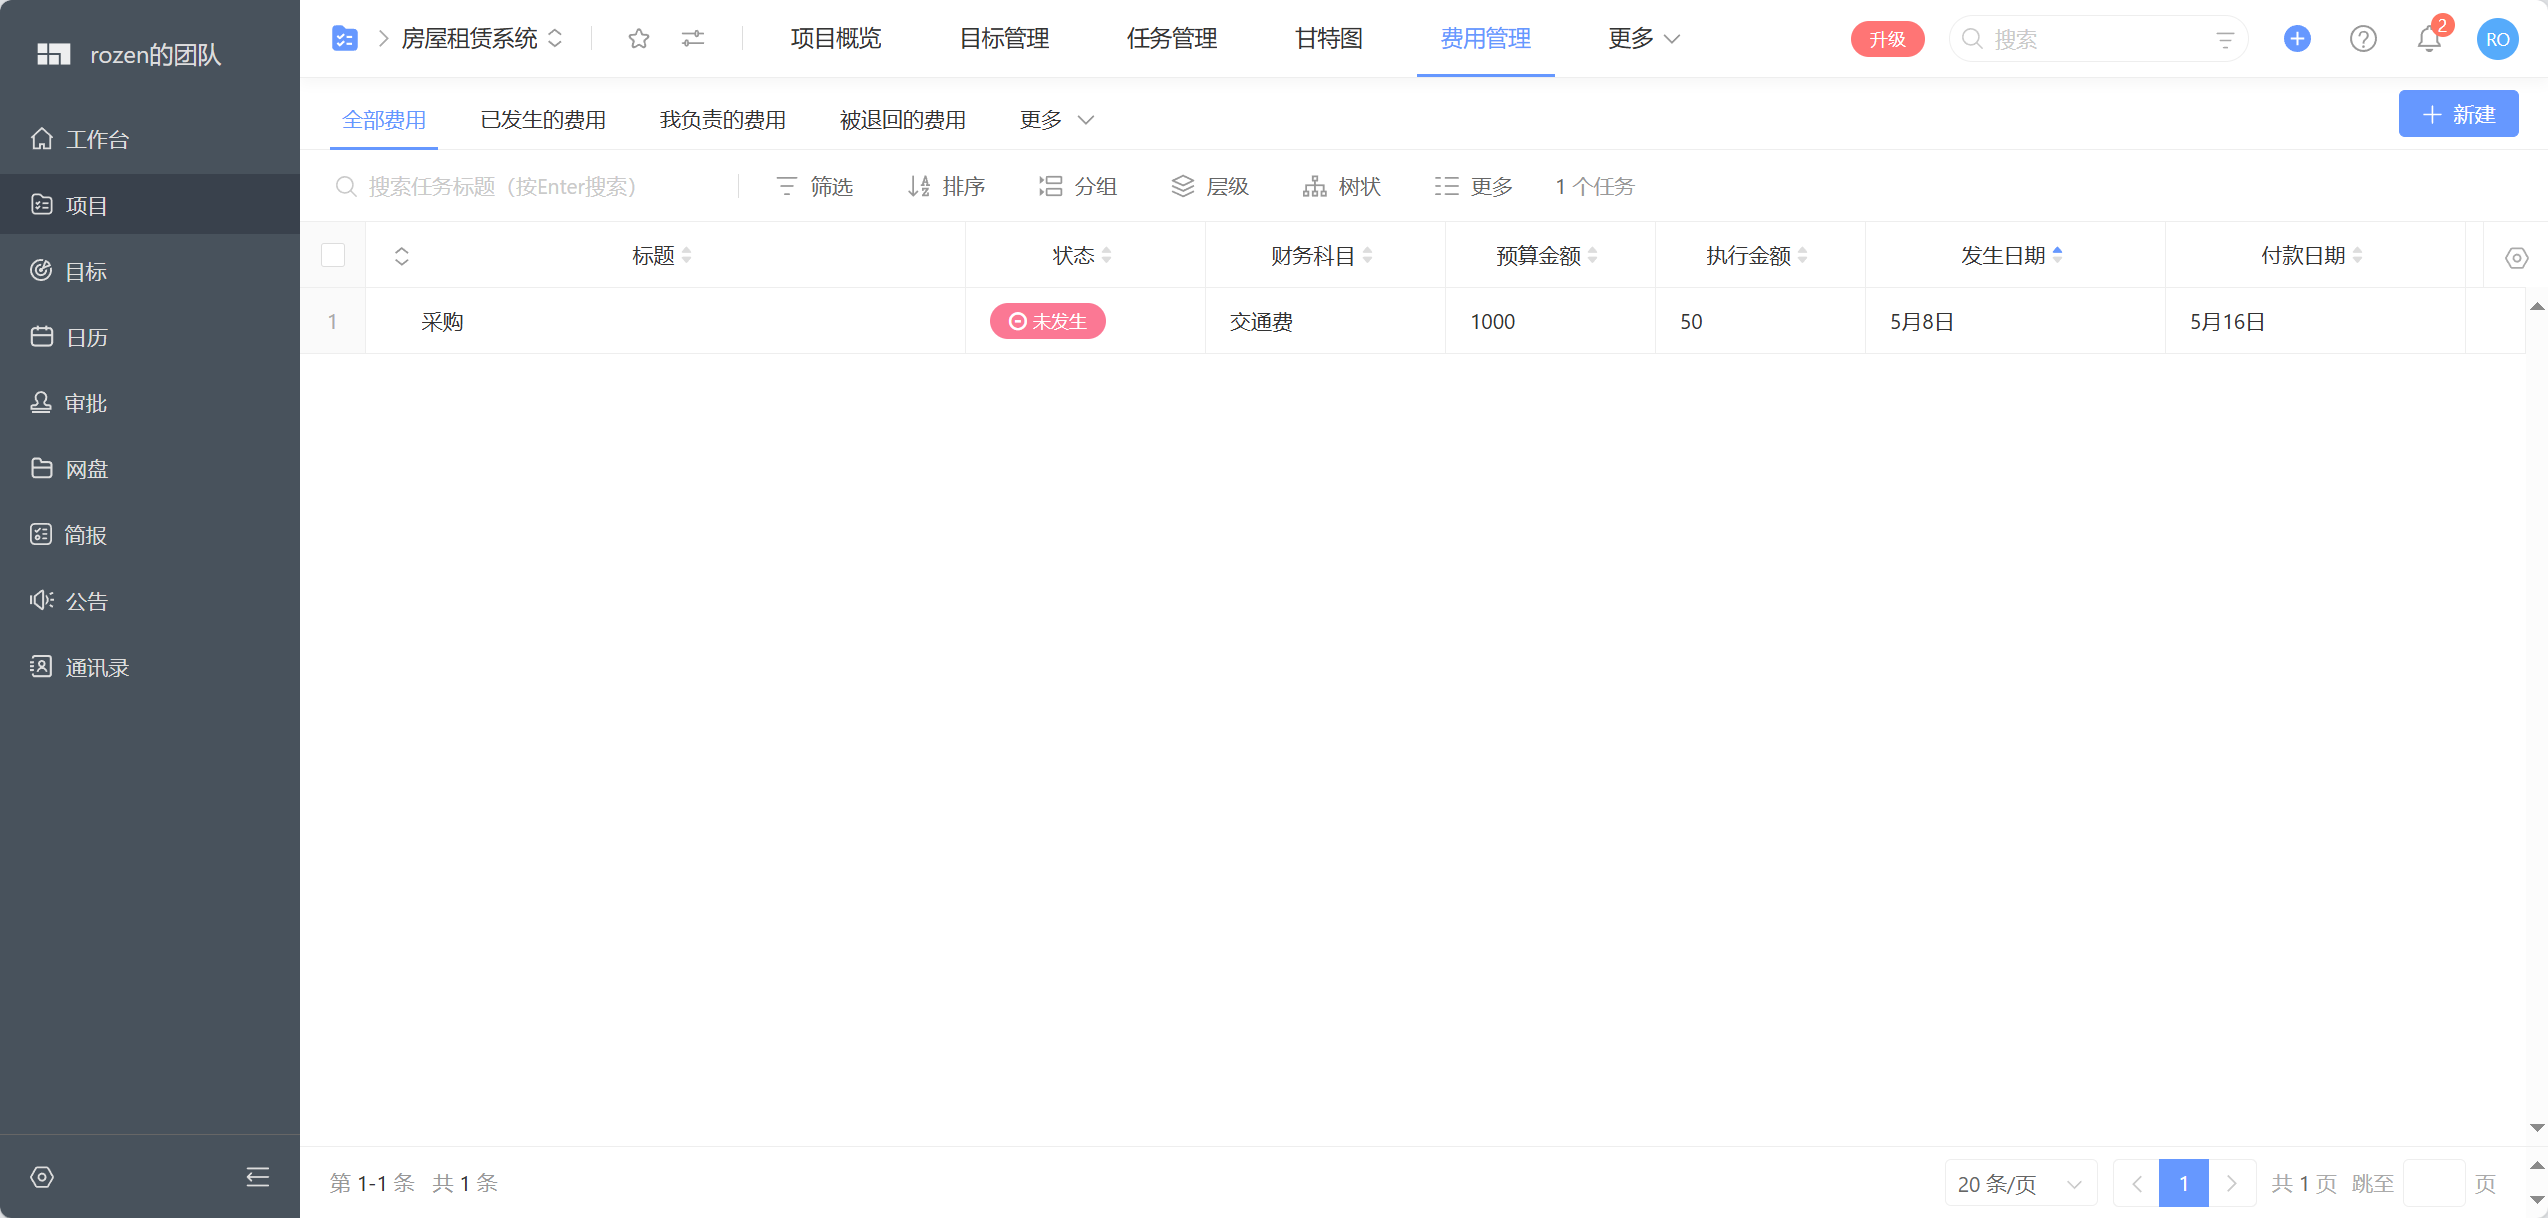 rozen的团队
工作台
项目
目标
日历
审批
网盘
简报
公告
通讯录
房屋租赁系统 项目概览 目标管理 任务管理 甘特图 费用管理 更多 升级 搜索 2 RO
全部费用 已发生的费用 我负责的费用 被退回的费用 更多 新建
搜索任务标题（按Enter搜索） 筛选 排序 分组 层级 树状 更多 1 个任务
标题 状态 财务科目 预算金额 执行金额 发生日期 付款日期
1 采购 未发生 交通费 1000 50 5月8日 5月16日
第 1-1 条 共 1 条 20 条/页 1 共 1 页 跳至 页